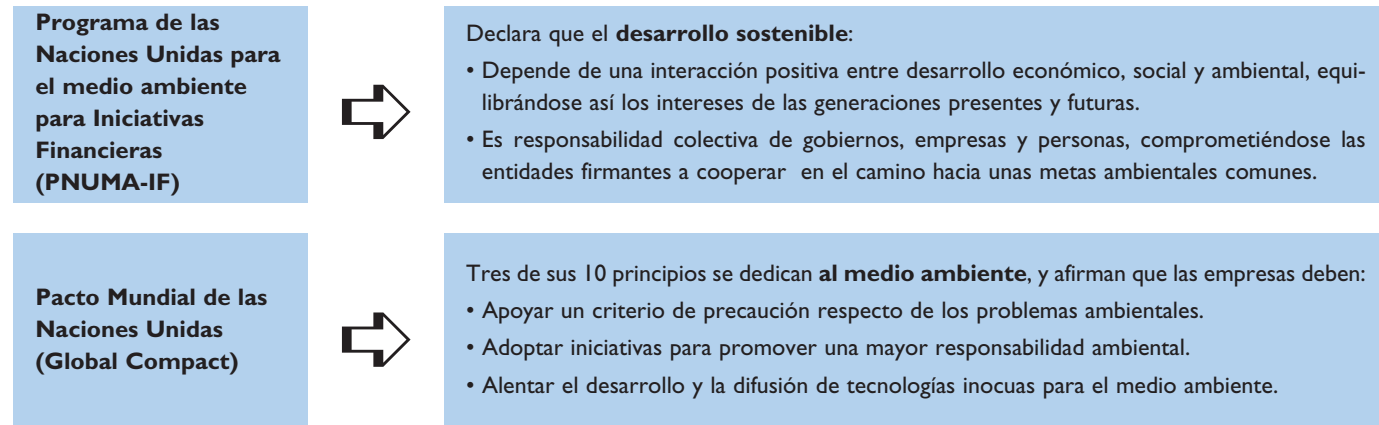 Programa de las
Naciones Unidas para
el medio ambiente
para Iniciativas
Financieras
(PNUMA-IF)
Declara que el desarrollo sostenible:
• Depende de una interacción positiva entre desarrollo económico, social y ambiental, equi-
librándose así los intereses de las generaciones presentes y futuras.
• Es responsabilidad colectiva de gobiernos, empresas y personas, comprometiéndose las
entidades firmantes a cooperar en el camino hacia unas metas ambientales comunes.
Pacto Mundial de las
Naciones Unidas
(Global Compact)
Tres de sus 10 principios se dedican al medio ambiente, y afirman que las empresas deben:
• Apoyar un criterio de precaución respecto de los problemas ambientales.
• Adoptar iniciativas para promover una mayor responsabilidad ambiental.
• Alentar el desarrollo y la difusión de tecnologías inocuas para el medio ambiente.